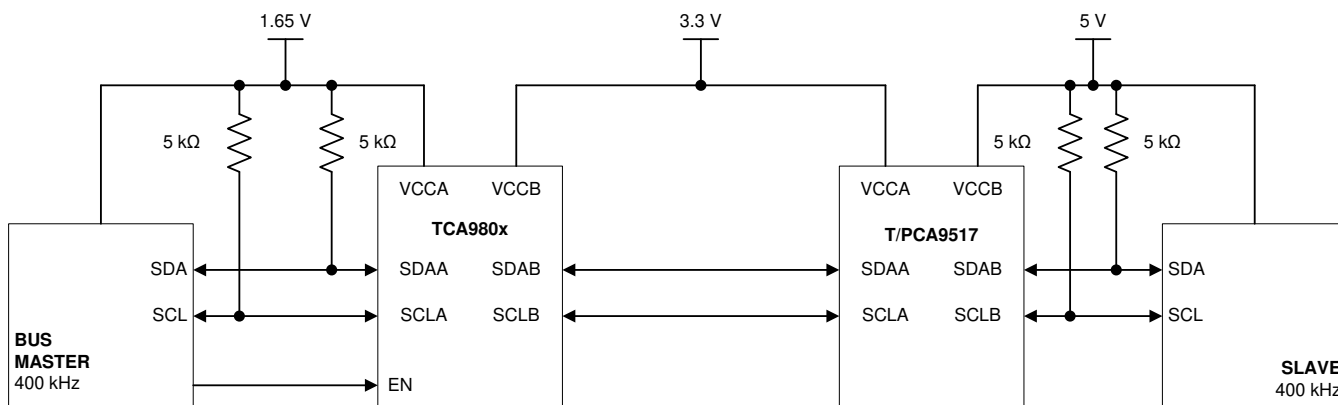 1.65 V
3.3 V
5 V
5 kΩ
5 kΩ
5 kΩ
5 kΩ
VCCA VCCB
VCCA VCCB
TCA980x
T/PCA9517
SDA
SDAA SDAB
SDAA SDAB
SDA
SCL
SCLA SCLB
SCLA SCLB
SCL
BUS
MASTER
400 kHz
EN
SLAVE
400 kHz